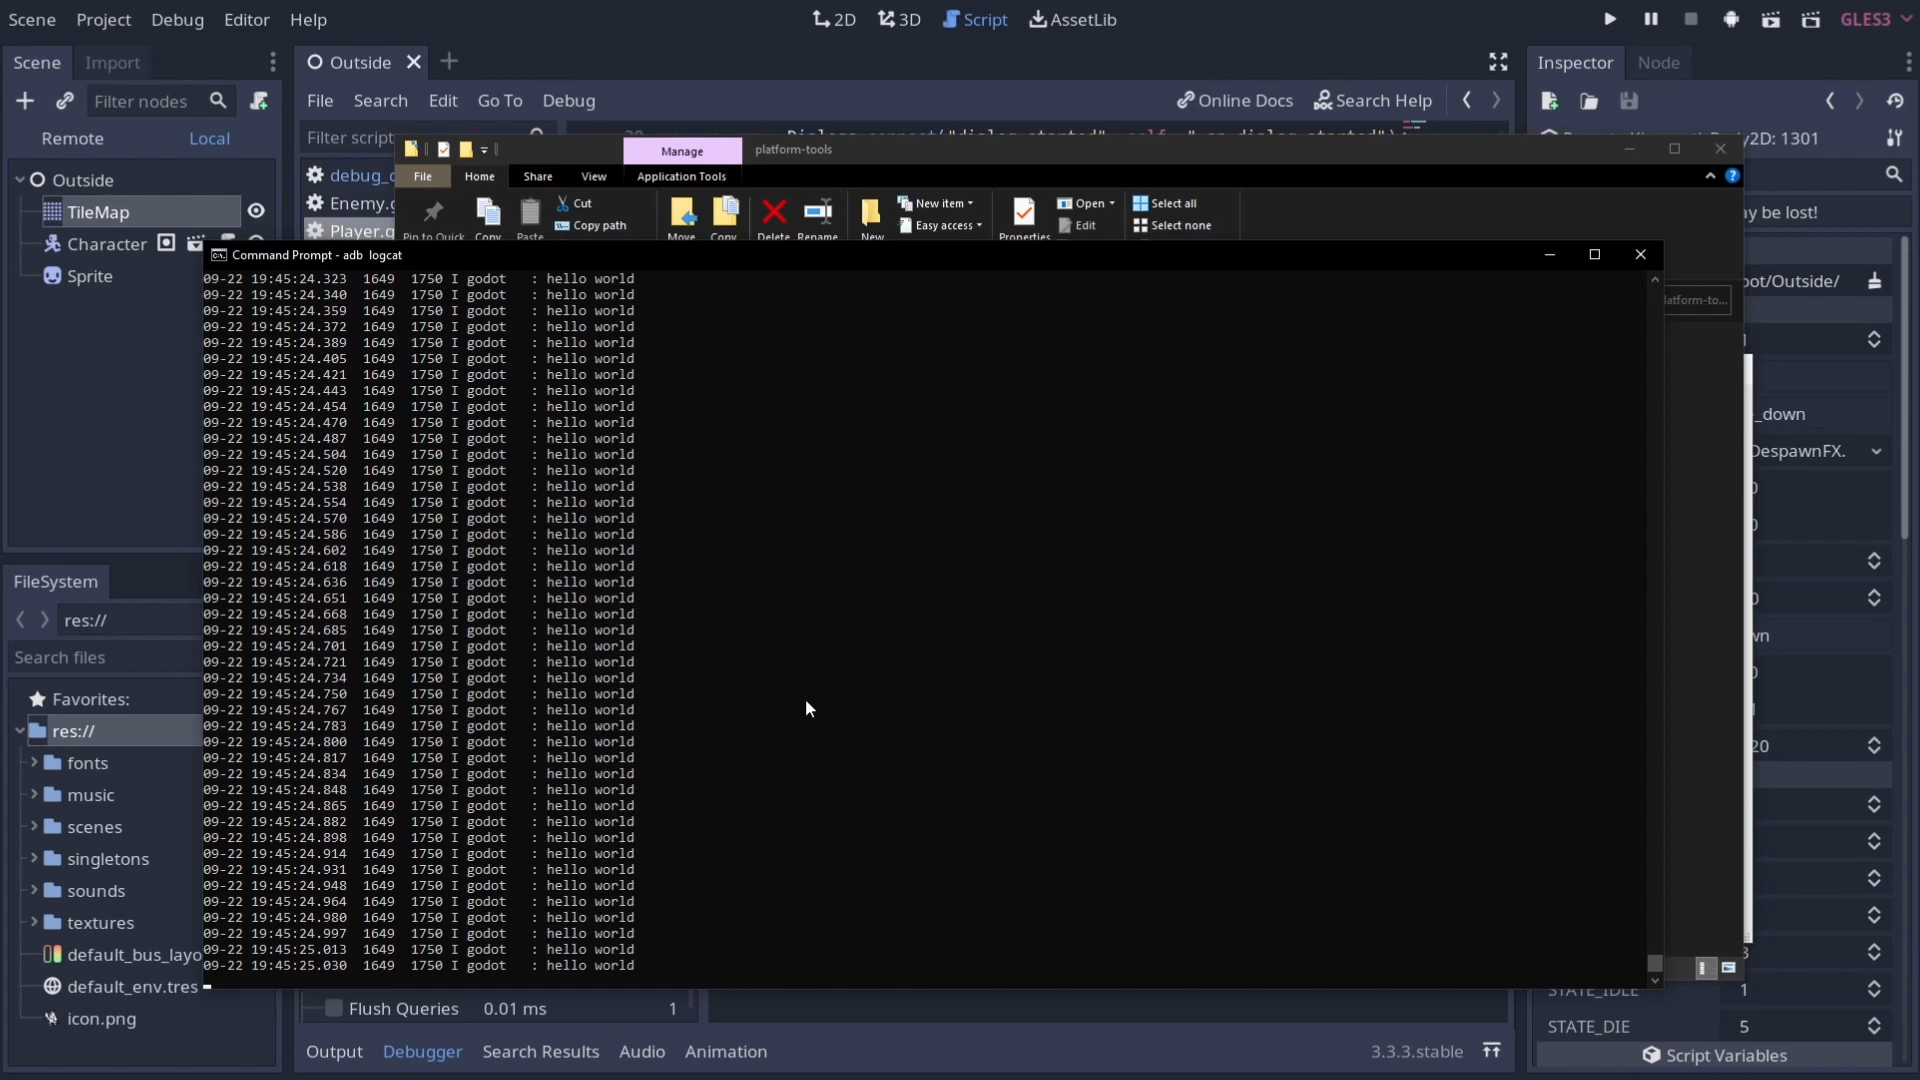 Scene Project Debug Editor Help 2D 3D Script AssetLib GLES3
Scene Import
Outside
Inspector Node
Filter nodes
File Search Edit Go To Debug Online Docs Search Help
Remote Local
Filter script
Dialogs.connect("dialog_started", self, "
Body2D: 1301
Manage platform-tools
File Home Share View Application Tools
Outside
TileMap
Character
Sprite
debug_
Enemy.g
Player.g
Cut
Copy path
New item
Easy access
Open
Edit
Select all
Select none
Pin to Quick Copy Paste Move Copy Delete Rename New Properties
ay be lost!
Command Prompt - adb  logcat
09-22 19:45:24.323  1649  1750 I godot   : hello world
09-22 19:45:24.340  1649  1750 I godot   : hello world
09-22 19:45:24.359  1649  1750 I godot   : hello world
09-22 19:45:24.372  1649  1750 I godot   : hello world
09-22 19:45:24.389  1649  1750 I godot   : hello world
09-22 19:45:24.405  1649  1750 I godot   : hello world
09-22 19:45:24.421  1649  1750 I godot   : hello world
09-22 19:45:24.443  1649  1750 I godot   : hello world
09-22 19:45:24.454  1649  1750 I godot   : hello world
09-22 19:45:24.470  1649  1750 I godot   : hello world
09-22 19:45:24.487  1649  1750 I godot   : hello world
09-22 19:45:24.504  1649  1750 I godot   : hello world
09-22 19:45:24.520  1649  1750 I godot   : hello world
09-22 19:45:24.538  1649  1750 I godot   : hello world
09-22 19:45:24.554  1649  1750 I godot   : hello world
09-22 19:45:24.570  1649  1750 I godot   : hello world
09-22 19:45:24.586  1649  1750 I godot   : hello world
09-22 19:45:24.602  1649  1750 I godot   : hello world
09-22 19:45:24.618  1649  1750 I godot   : hello world
09-22 19:45:24.636  1649  1750 I godot   : hello world
09-22 19:45:24.651  1649  1750 I godot   : hello world
09-22 19:45:24.668  1649  1750 I godot   : hello world
09-22 19:45:24.685  1649  1750 I godot   : hello world
09-22 19:45:24.701  1649  1750 I godot   : hello world
09-22 19:45:24.721  1649  1750 I godot   : hello world
09-22 19:45:24.734  1649  1750 I godot   : hello world
09-22 19:45:24.750  1649  1750 I godot   : hello world
09-22 19:45:24.767  1649  1750 I godot   : hello world
09-22 19:45:24.783  1649  1750 I godot   : hello world
09-22 19:45:24.800  1649  1750 I godot   : hello world
09-22 19:45:24.817  1649  1750 I godot   : hello world
09-22 19:45:24.834  1649  1750 I godot   : hello world
09-22 19:45:24.848  1649  1750 I godot   : hello world
09-22 19:45:24.865  1649  1750 I godot   : hello world
09-22 19:45:24.882  1649  1750 I godot   : hello world
09-22 19:45:24.898  1649  1750 I godot   : hello world
09-22 19:45:24.914  1649  1750 I godot   : hello world
09-22 19:45:24.931  1649  1750 I godot   : hello world
09-22 19:45:24.948  1649  1750 I godot   : hello world
09-22 19:45:24.964  1649  1750 I godot   : hello world
09-22 19:45:24.980  1649  1750 I godot   : hello world
09-22 19:45:24.997  1649  1750 I godot   : hello world
09-22 19:45:25.013  1649  1750 I godot   : hello world
09-22 19:45:25.030  1649  1750 I godot   : hello world
oot/Outside/
latform-to...
_down
DespawnFX.
wn
20
FileSystem
res://
Search files
Favorites:
res://
fonts
music
scenes
singletons
sounds
textures
default_bus_layo
default_env.tres
icon.png
Flush Queries 0.01 ms 1
Output Debugger Search Results Audio Animation 3.3.3.stable
STATE_IDLE 1
STATE_DIE 5
Script Variables